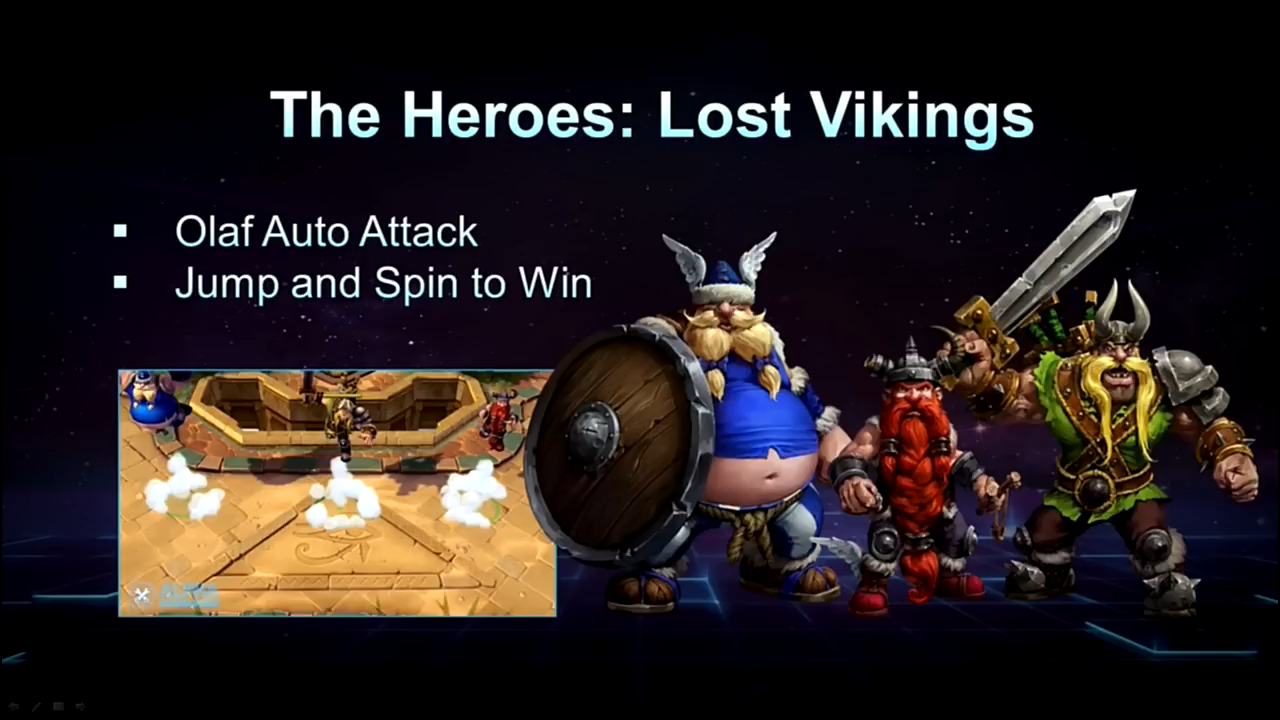 The Heroes: Lost Vikings
▪ Olaf Auto Attack
▪ Jump and Spin to Win